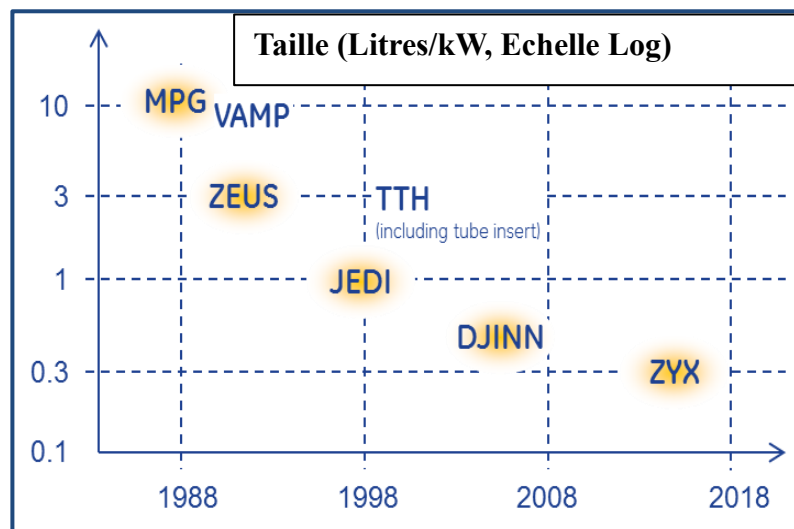 Taille (Litres/kW, Echelle Log)
10
MPG
VAMP
3
ZEUS
TTH
(including tube insert)
1
JEDI
DJINN
0.3
ZYX
0.1
1988
1998
2008
2018